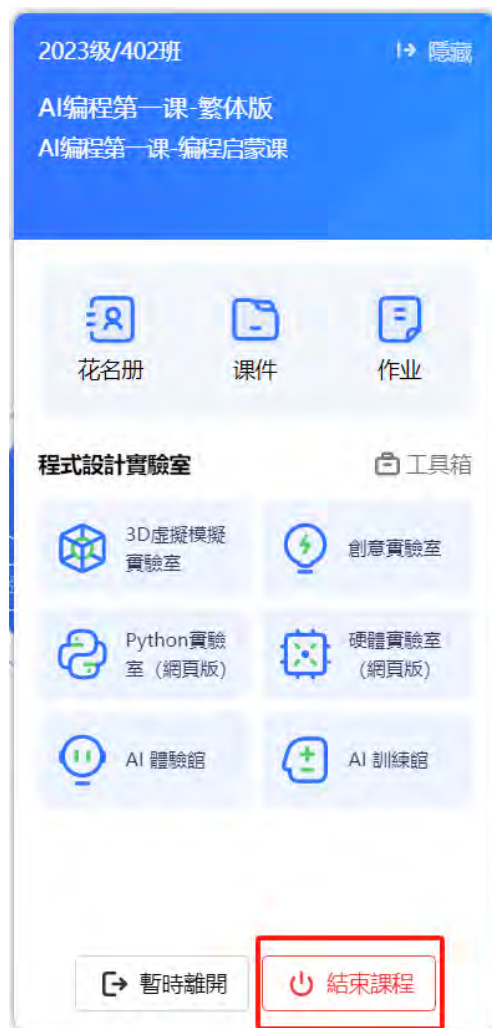 2023级/402班
隱藏
AI编程第一课-繁体版
AI编程第一课-编程启蒙课
花名册
课件
作业
程式設計實驗室
工具箱
3D虛擬模擬
實驗室
創意實驗室
Python實驗
室（網頁版）
硬體實驗室
（網頁版）
AI 體驗館
AI 訓練館
暫時離開
結束課程